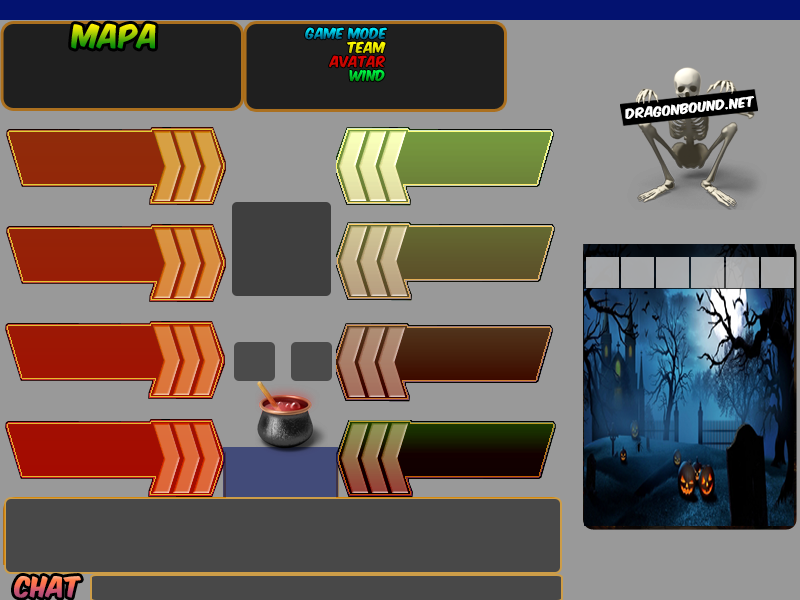 MAPA
GAME MODE
TEAM
AVATAR
WIND
DRAGONBOUND.NET
CHAT